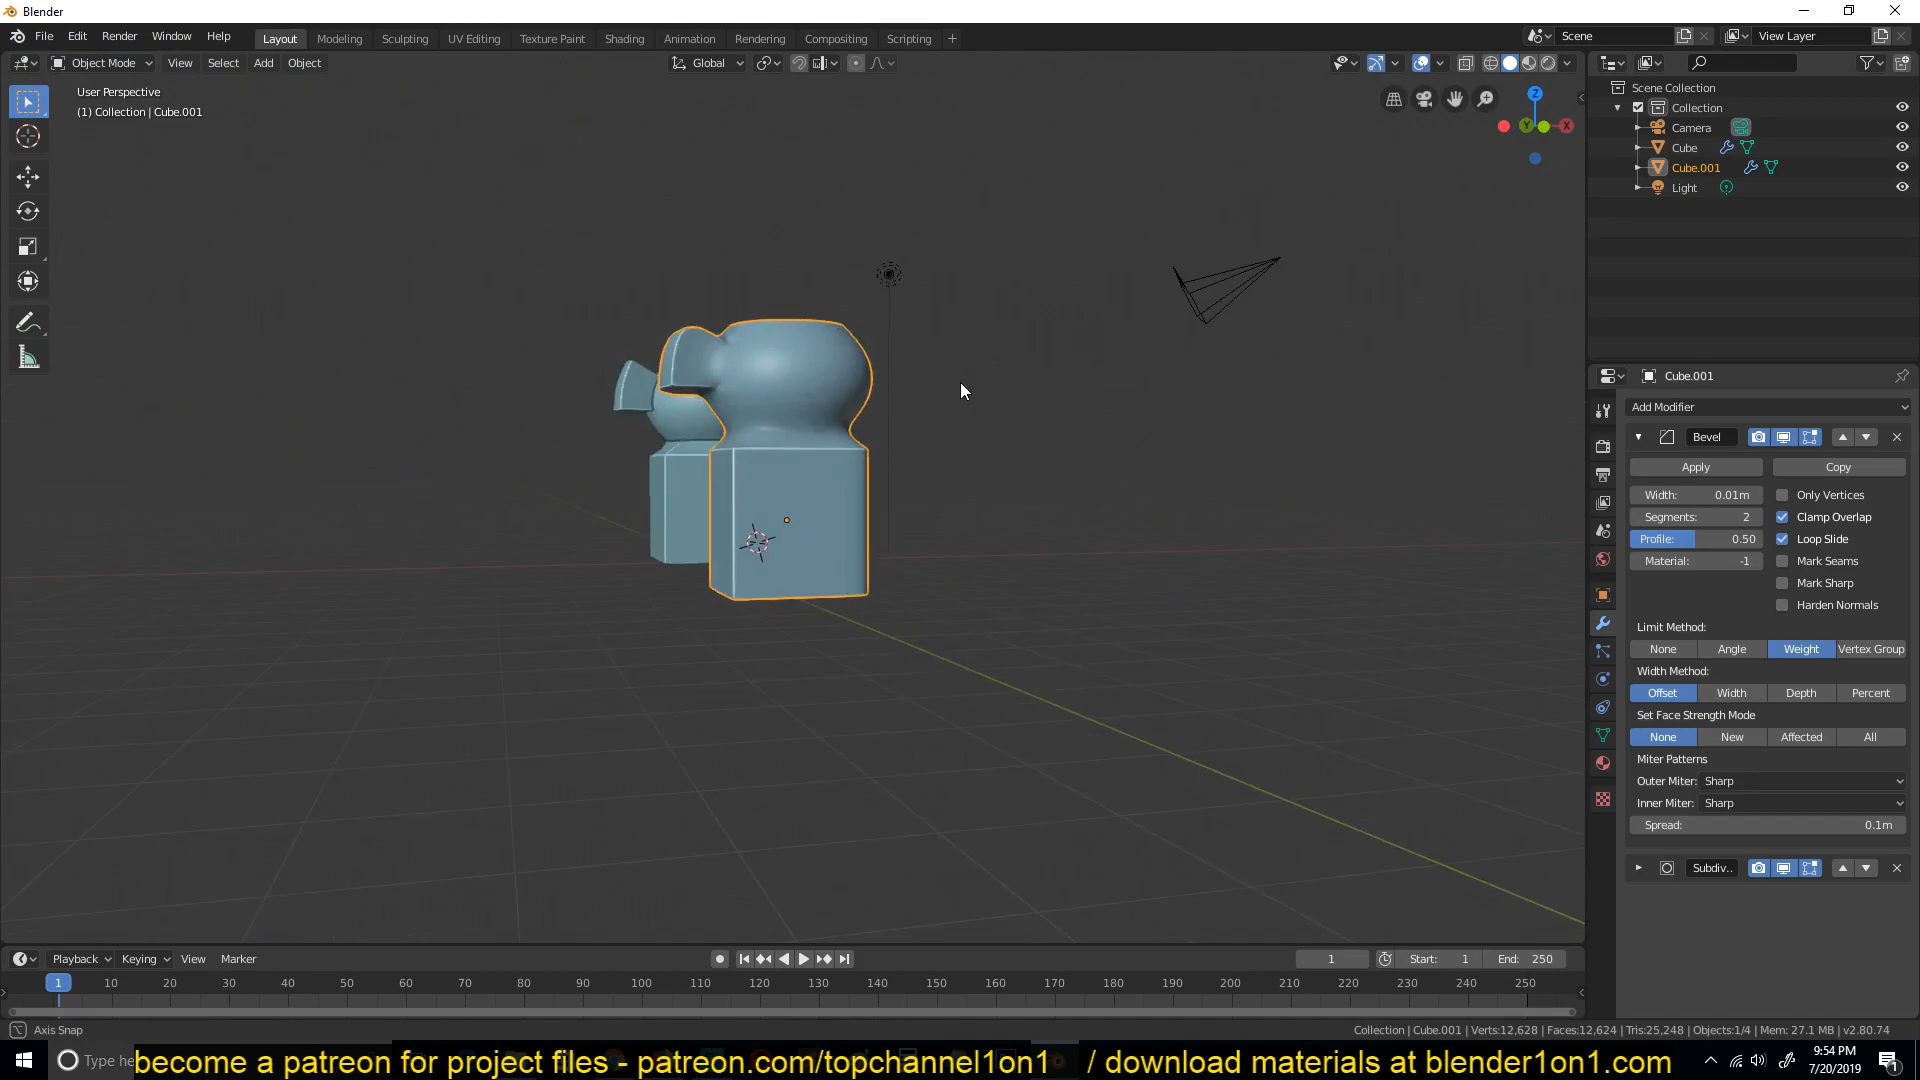 Blender
File Edit Render Window Help Layout Modeling Sculpting UV Editing Texture Paint Shading Animation Rendering Compositing Scripting + Scene View Layer
Object Mode View Select Add Object Global
User Perspective
(1) Collection | Cube.001
Z
Y
X
Scene Collection
Collection
Camera
Cube
Cube.001
Light
Cube.001
Add Modifier
Bevel
Apply Copy
Width: 0.01m Only Vertices
Segments: 2 Clamp Overlap
Profile: 0.50 Loop Slide
Material: -1 Mark Seams
Mark Sharp
Harden Normals
Limit Method:
None Angle Weight Vertex Group
Width Method:
Offset Width Depth Percent
Set Face Strength Mode
None New Affected All
Miter Patterns
Outer Miter: Sharp
Inner Miter: Sharp
Spread: 0.1m
Subdiv..
Playback Keying View Marker 1 Start: 1 End: 250
1 10 20 30 40 50 60 70 80 90 100 110 120 130 140 150 160 170 180 190 200 210 220 230 240 250
Axis Snap Collection | Cube.001 | Verts:12,628 | Faces:12,624 | Tris:25,248 | Objects:1/4 | Mem: 27.1 MB | v2.80.74
Type he
become a patreon for project files - patreon.com/topchannel1on1 / download materials at blender1on1.com
9:54 PM
7/20/2019
1